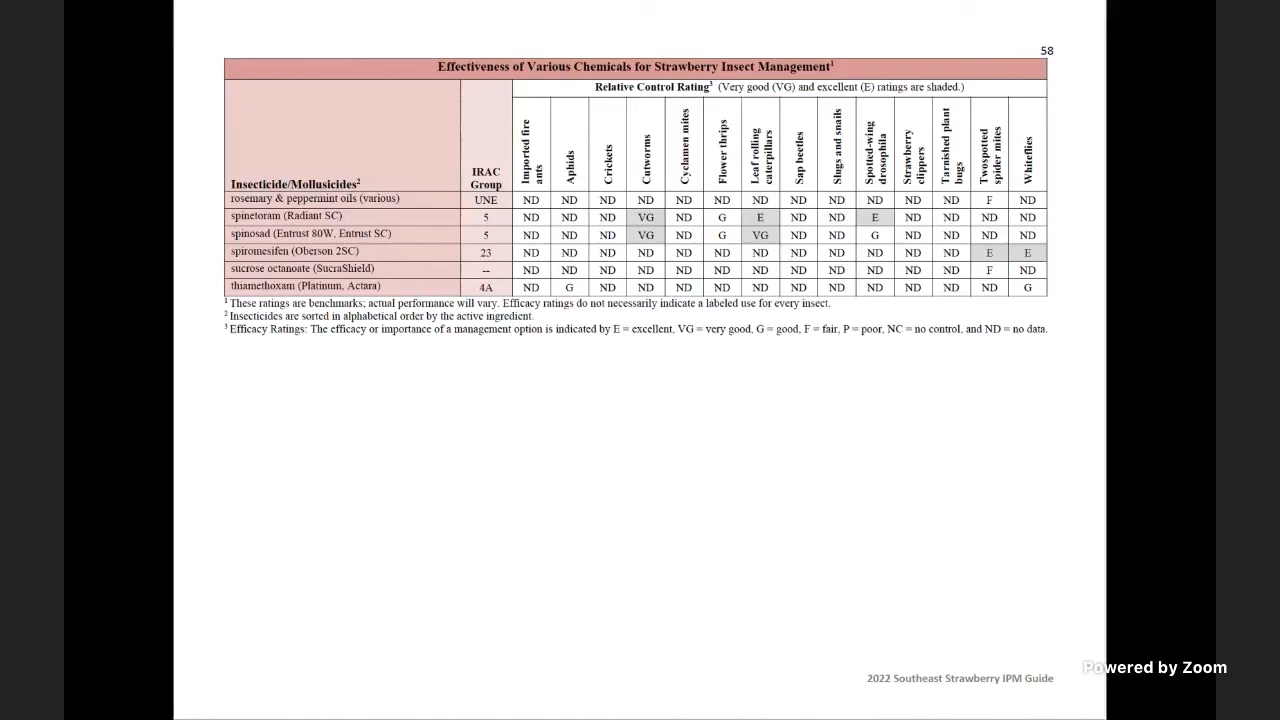 58
Effectiveness of Various Chemicals for Strawberry Insect Management1
Relative Control Rating3 (Very good (VG) and excellent (E) ratings are shaded.)
Insecticide/Mollusicides2
IRAC
Group
Imported fire
ants
Aphids
Crickets
Cutworms
Cyclamen mites
Flower thrips
Leaf rolling
caterpillars
Sap beetles
Slugs and snails
Spotted-wing
drosophila
Strawberry
clippers
Tarnished plant
bugs
Twospotted
spider mites
Whiteflies
rosemary & peppermint oils (various) UNE ND ND ND ND ND ND ND ND ND ND ND ND F ND
spinetoram (Radiant SC) 5 ND ND ND VG ND G E ND ND E ND ND ND ND
spinosad (Entrust 80W, Entrust SC) 5 ND ND ND VG ND G VG ND ND G ND ND ND ND
spiromesifen (Oberson 2SC) 23 ND ND ND ND ND ND ND ND ND ND ND ND E E
sucrose octanoate (SucraShield) -- ND ND ND ND ND ND ND ND ND ND ND ND F ND
thiamethoxam (Platinum, Actara) 4A ND G ND ND ND ND ND ND ND ND ND ND ND G
1 These ratings are benchmarks; actual performance will vary. Efficacy ratings do not necessarily indicate a labeled use for every insect.
2 Insecticides are sorted in alphabetical order by the active ingredient.
3 Efficacy Ratings: The efficacy or importance of a management option is indicated by E = excellent, VG = very good, G = good, F = fair, P = poor, NC = no control, and ND = no data.
2022 Southeast Strawberry IPM Guide
Powered by Zoom